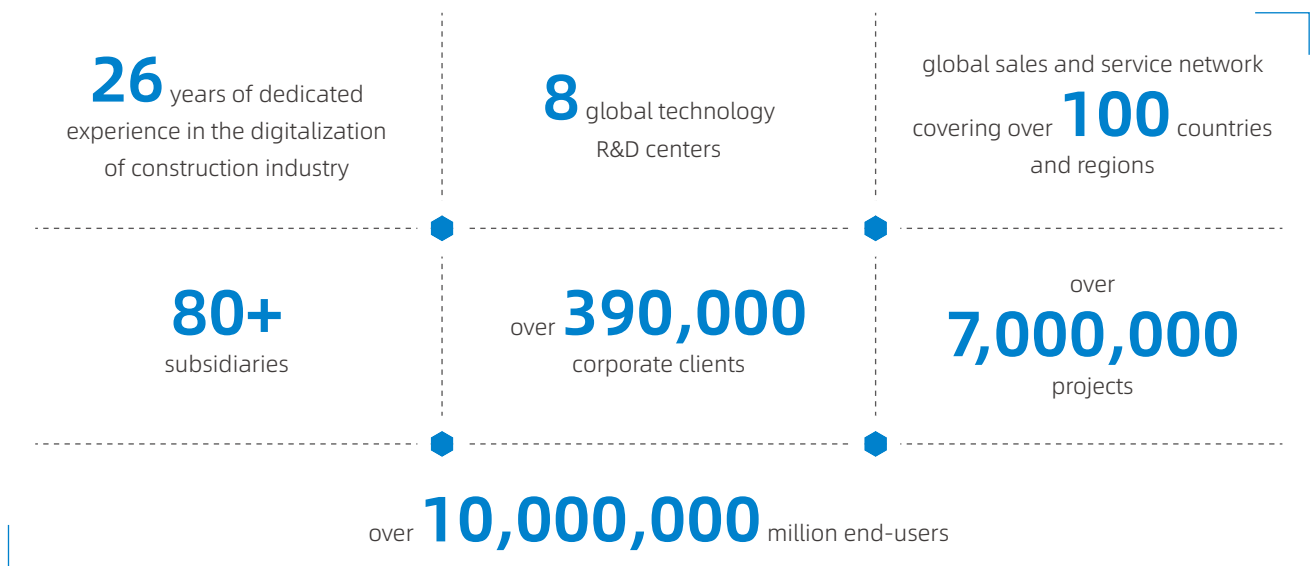 26 years of dedicated
experience in the digitalization
of construction industry
8 global technology
R&D centers
global sales and service network
covering over 100 countries
and regions
80+
subsidiaries
over 390,000
corporate clients
over
7,000,000
projects
over 10,000,000 million end-users